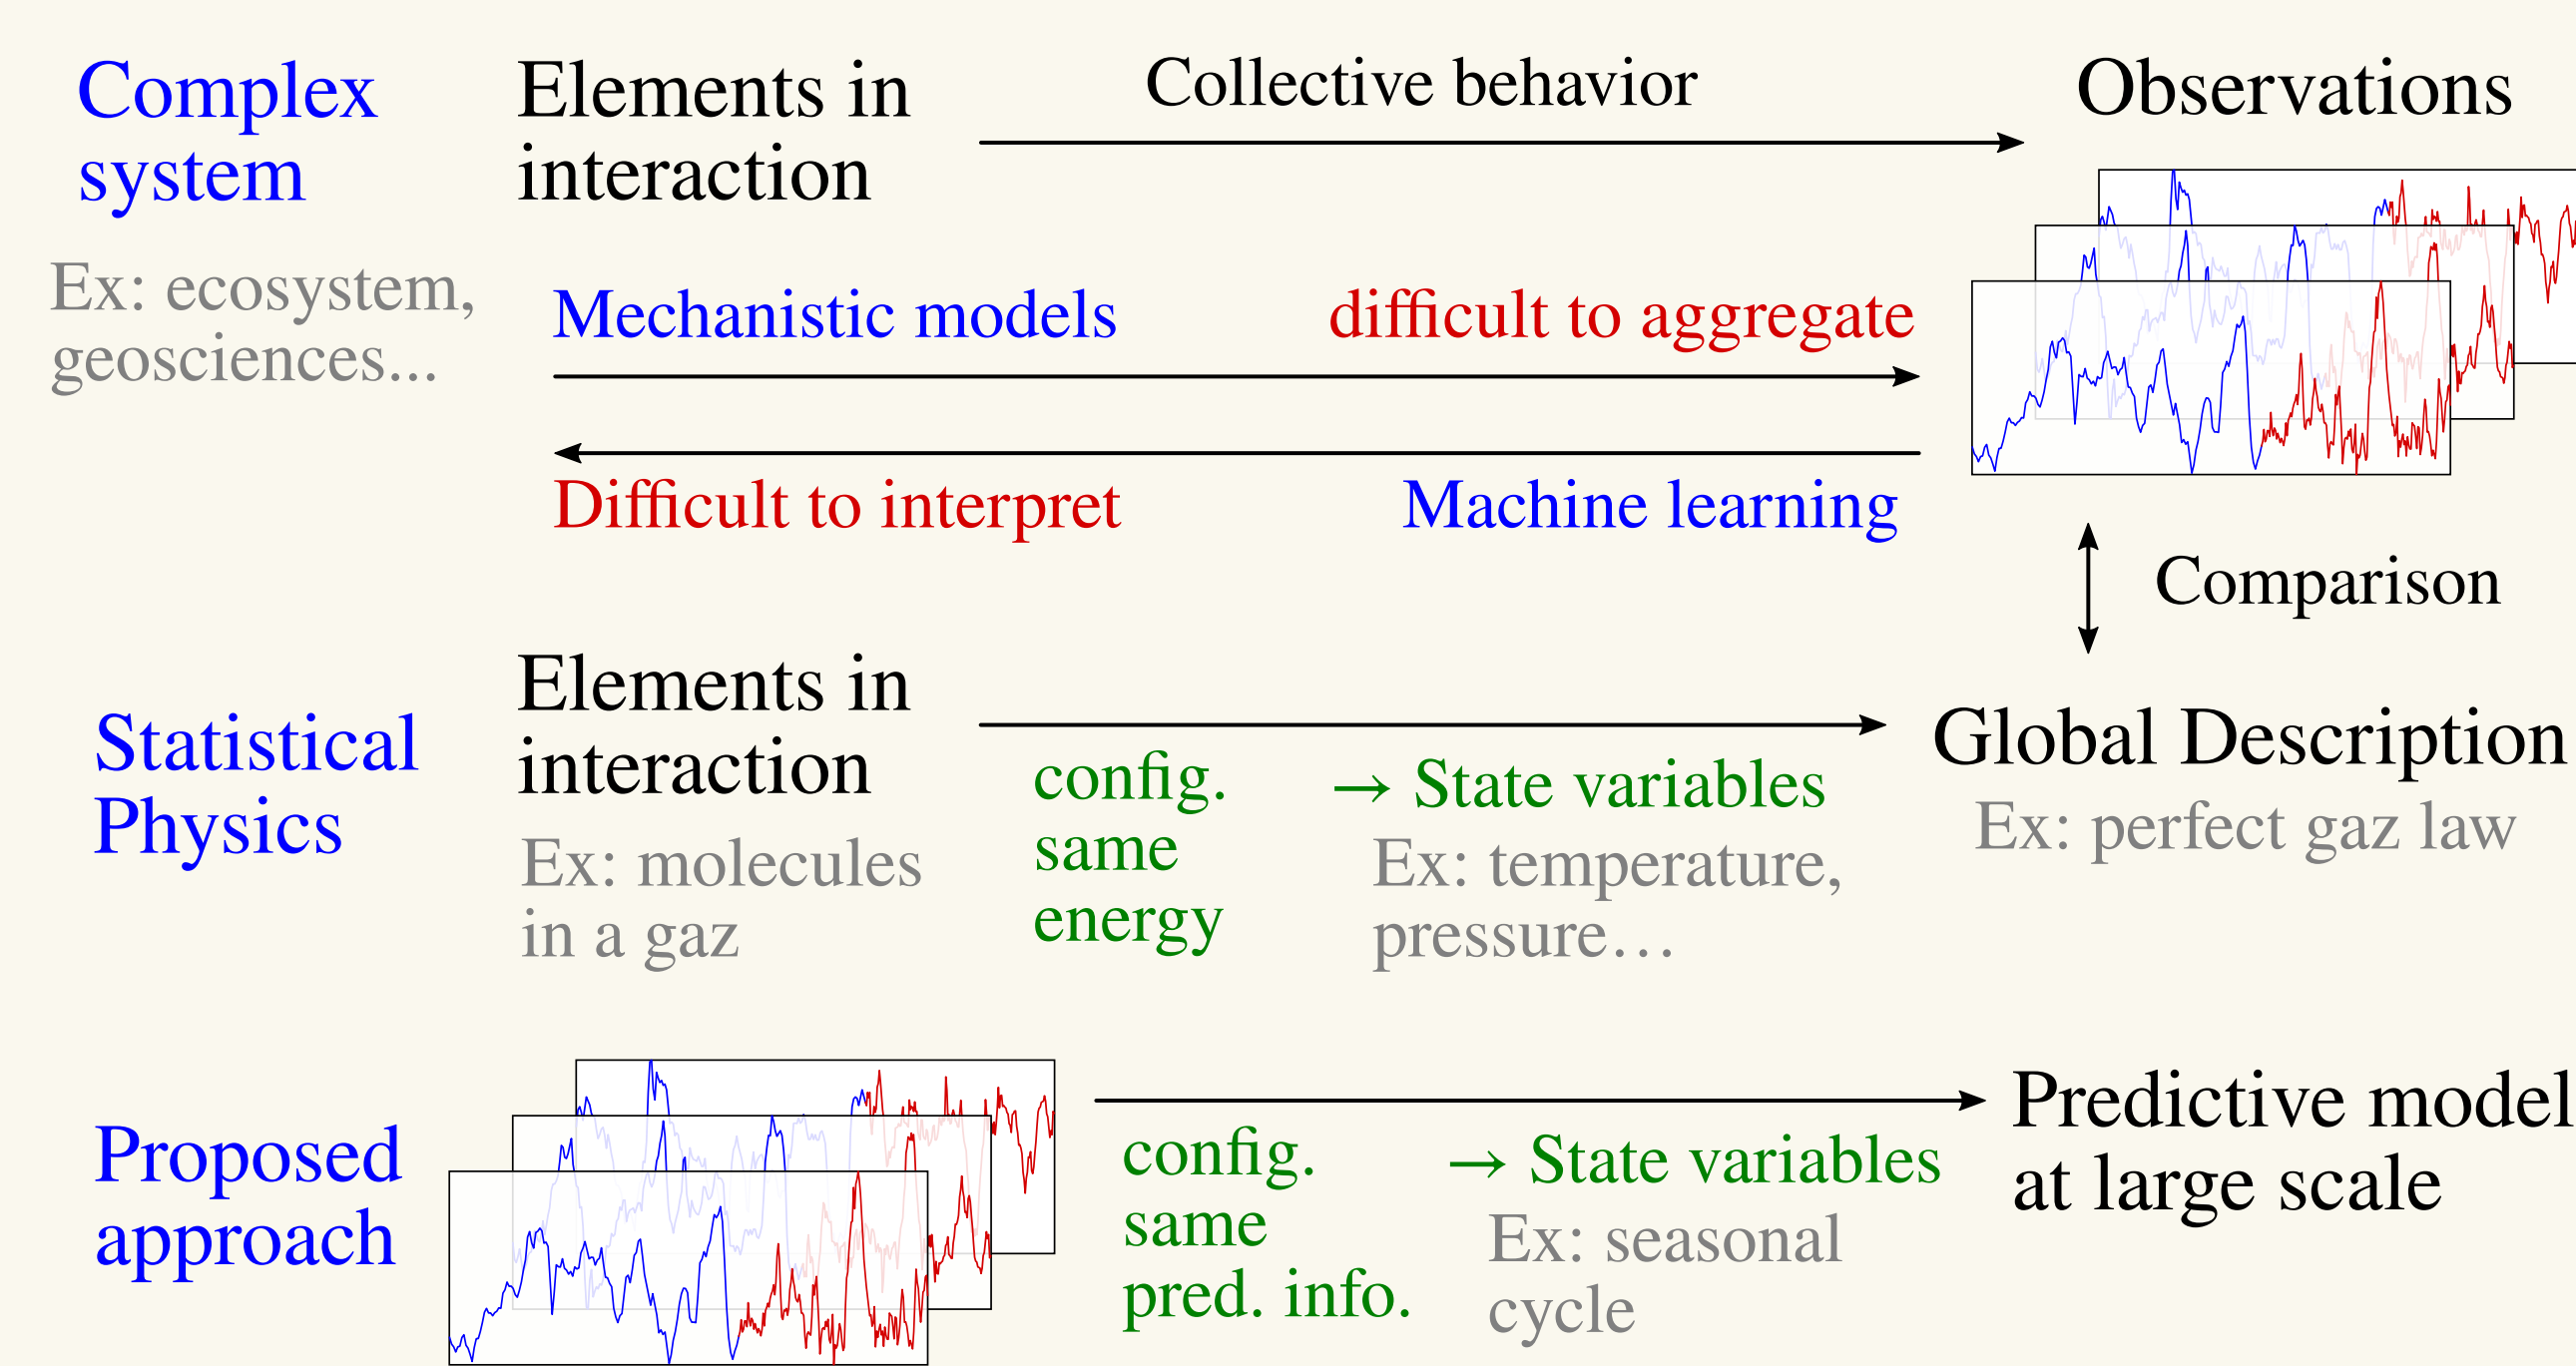 Complex
system
Elements in
interaction
Collective behavior
Observations
Ex: ecosystem,
geosciences...
Mechanistic models
difficult to aggregate
Difficult to interpret
Machine learning
Comparison
Statistical
Physics
Elements in
interaction
Ex: molecules
in a gaz
config.
same
energy
→ State variables
Ex: temperature,
pressure…
Global Description
Ex: perfect gaz law
Proposed
approach
config.
same
pred. info.
→ State variables
Ex: seasonal
cycle
Predictive model
at large scale